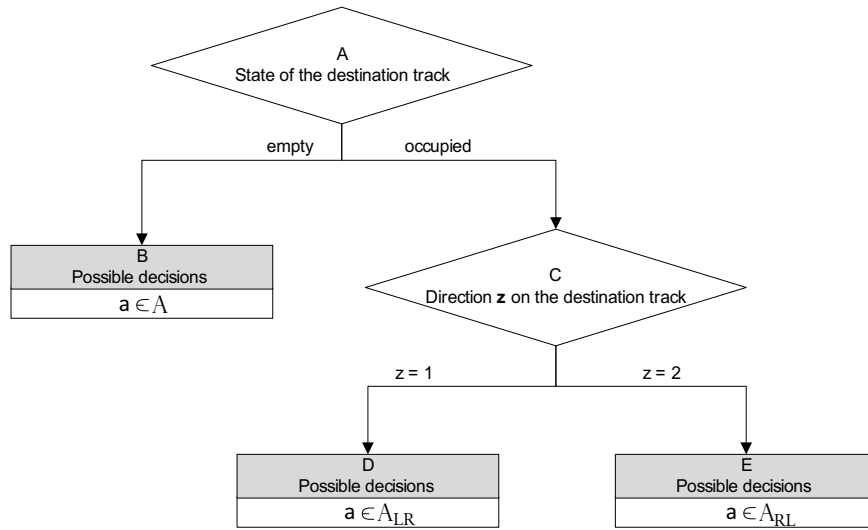 A
State of the destination track
empty
occupied
B
Possible decisions
a ∈ A
C
Direction z on the destination track
z = 1
z = 2
D
Possible decisions
a ∈ A_LR
E
Possible decisions
a ∈ A_RL